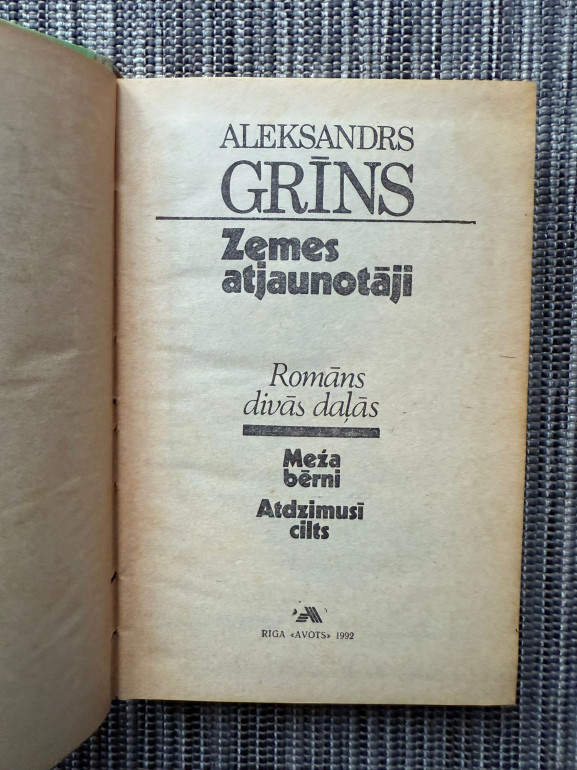 ALEKSANDRS
GRĪNS
Zemes
atjaunotāji
Romāns
divās daļās
Meža
bērni
Atdzimusī
cilts
RIGA «AVOTS» 1992